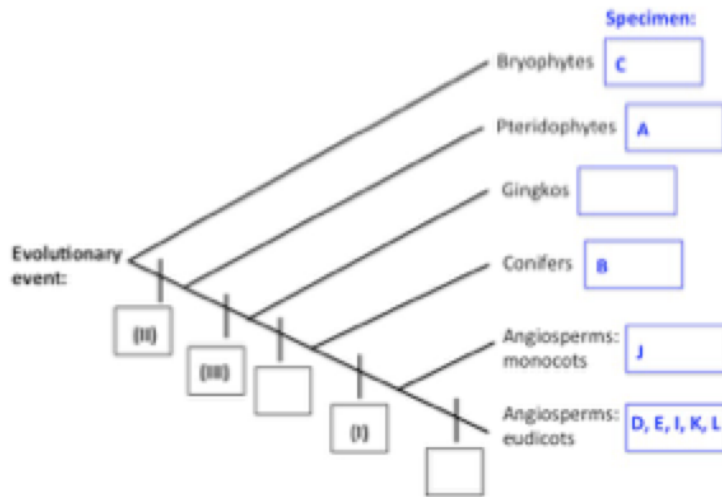 Specimen:
Bryophytes
C
Pteridophytes
A
Gingkos
Evolutionary
event:
Conifers
B
(II)
(III)
(I)
Angiosperms:
monocots
J
Angiosperms:
eudicots
D, E, I, K, L